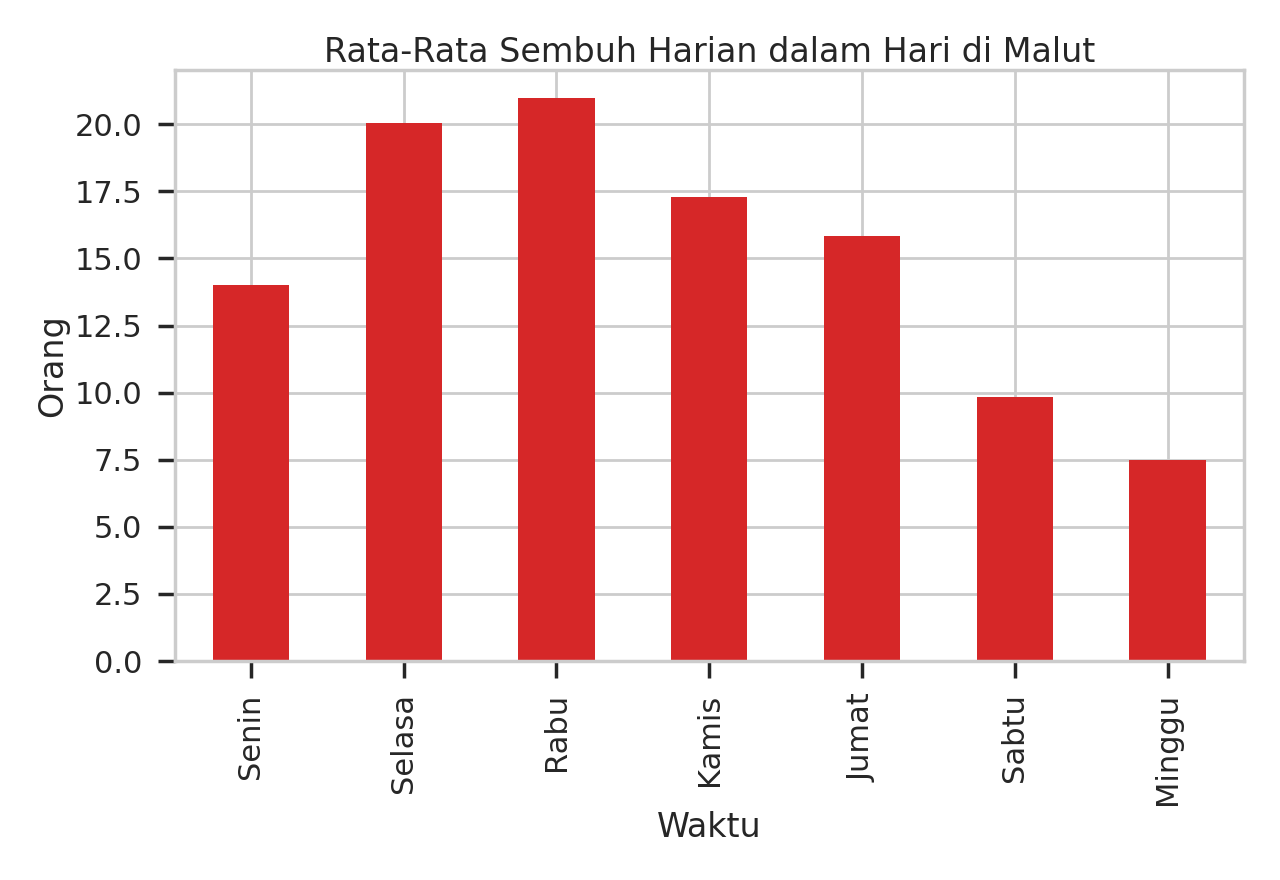 Rata-Rata Sembuh Harian dalam Hari di Malut
Orang
20.0
17.5
15.0
12.5
10.0
7.5
5.0
2.5
0.0
Senin
Selasa
Rabu
Kamis
Jumat
Sabtu
Minggu
Waktu